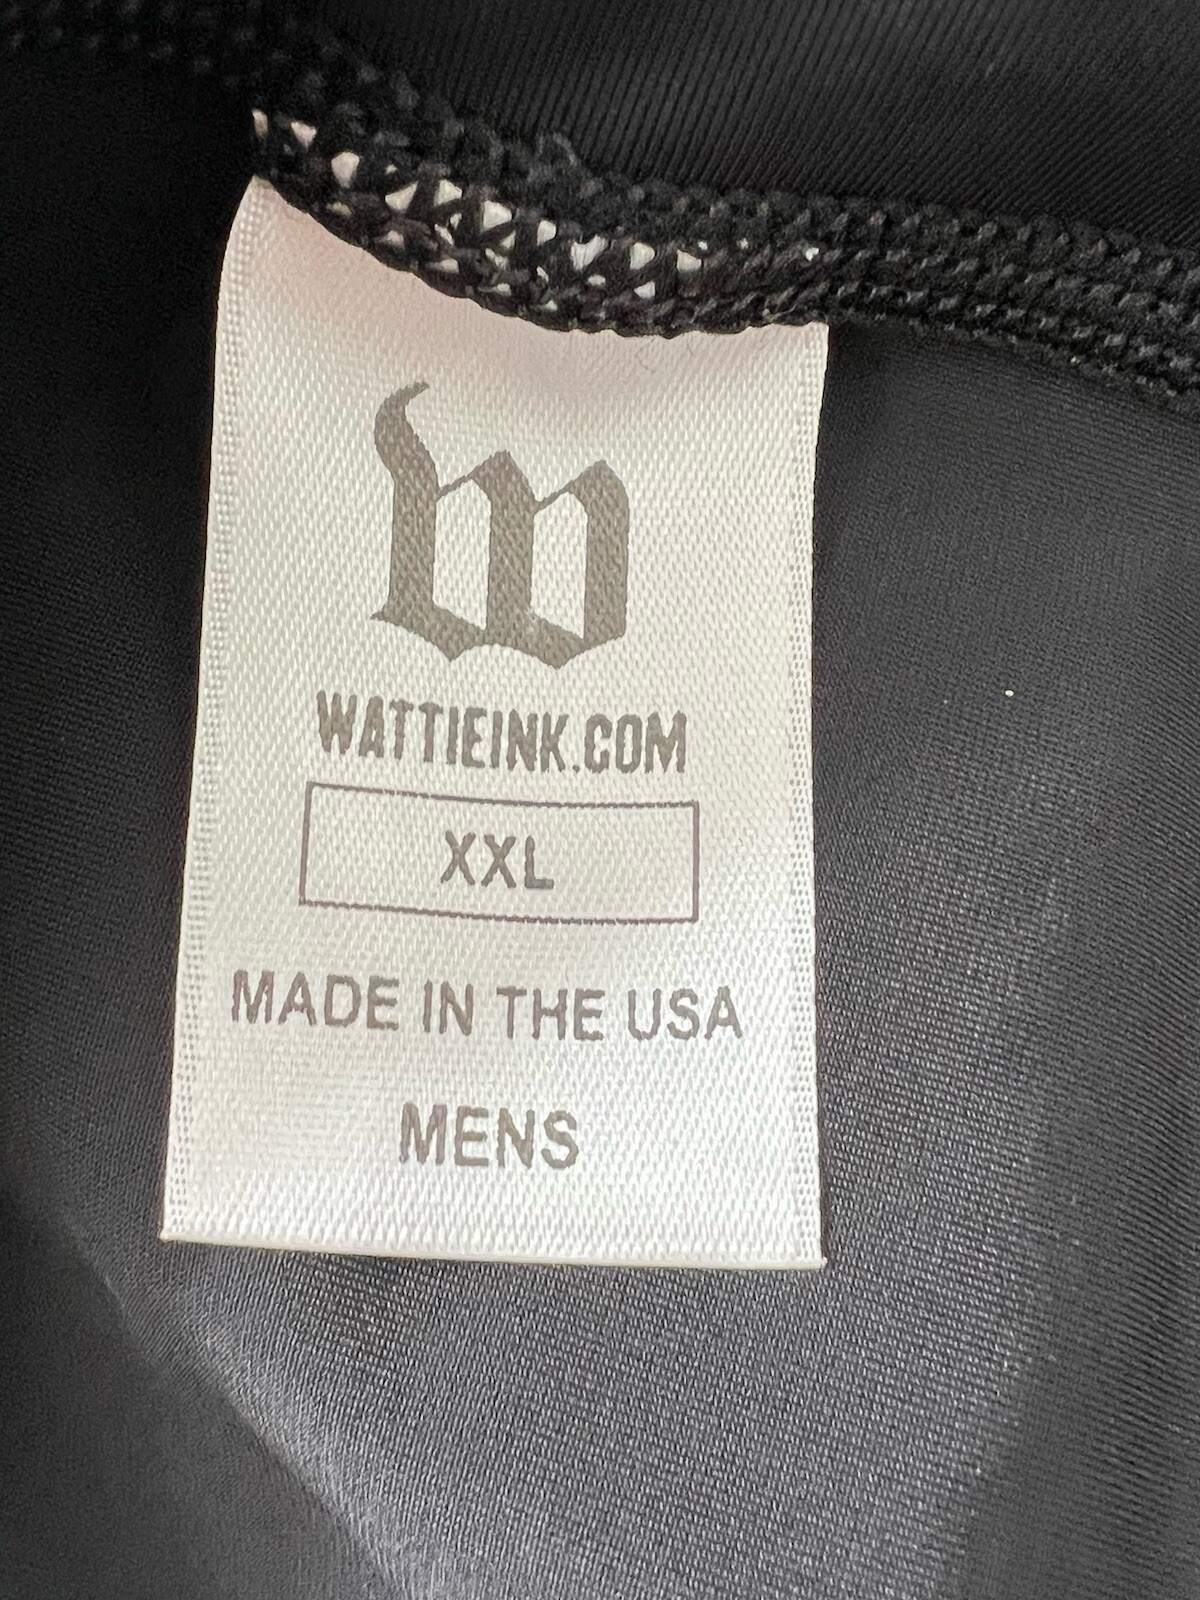 W
WATTIEINK.COM
XXL
MADE IN THE USA
MENS